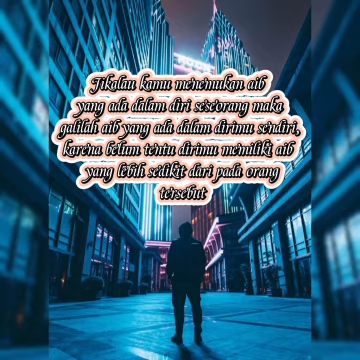 Jikalau kamu menemukan aib
yang ada dalam diri seseorang maka
galilah aib yang ada dalam dirimu sendiri,
karena belum tentu dirimu memiliki aib
yang lebih sedikit dari pada orang
tersebut